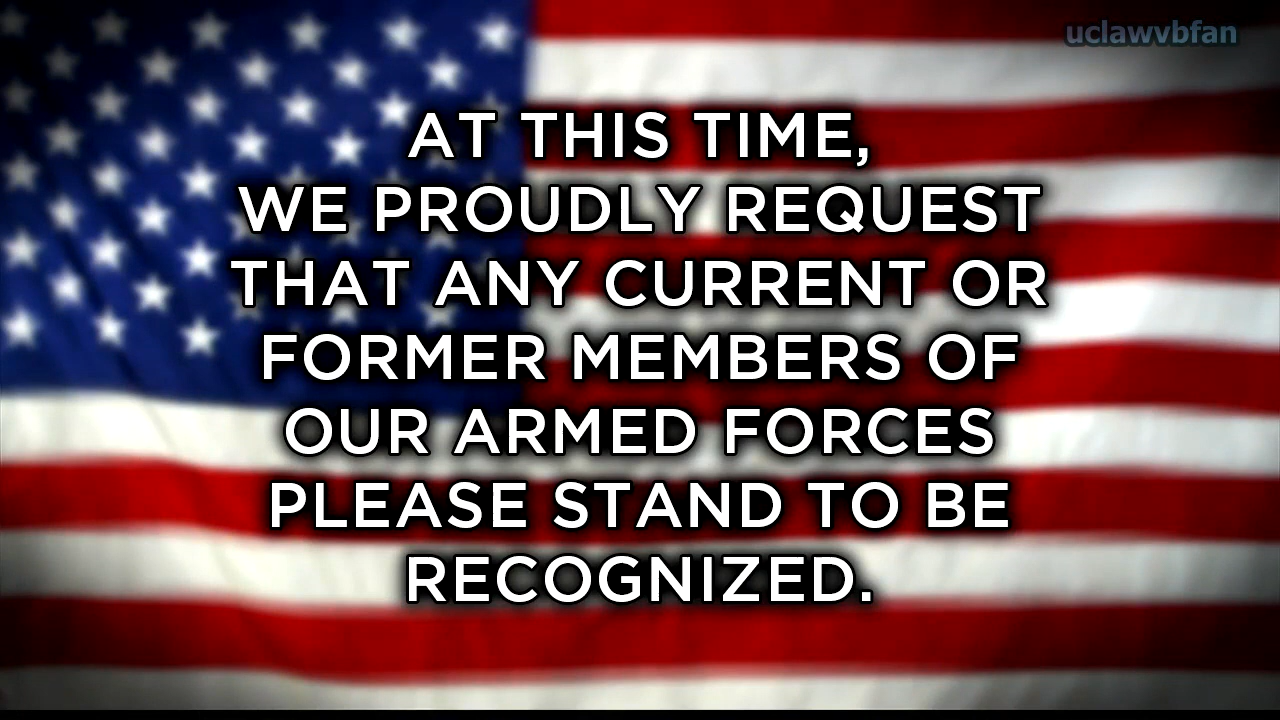 uclawvbfan
AT THIS TIME,
WE PROUDLY REQUEST
THAT ANY CURRENT OR
FORMER MEMBERS OF
OUR ARMED FORCES
PLEASE STAND TO BE
RECOGNIZED.